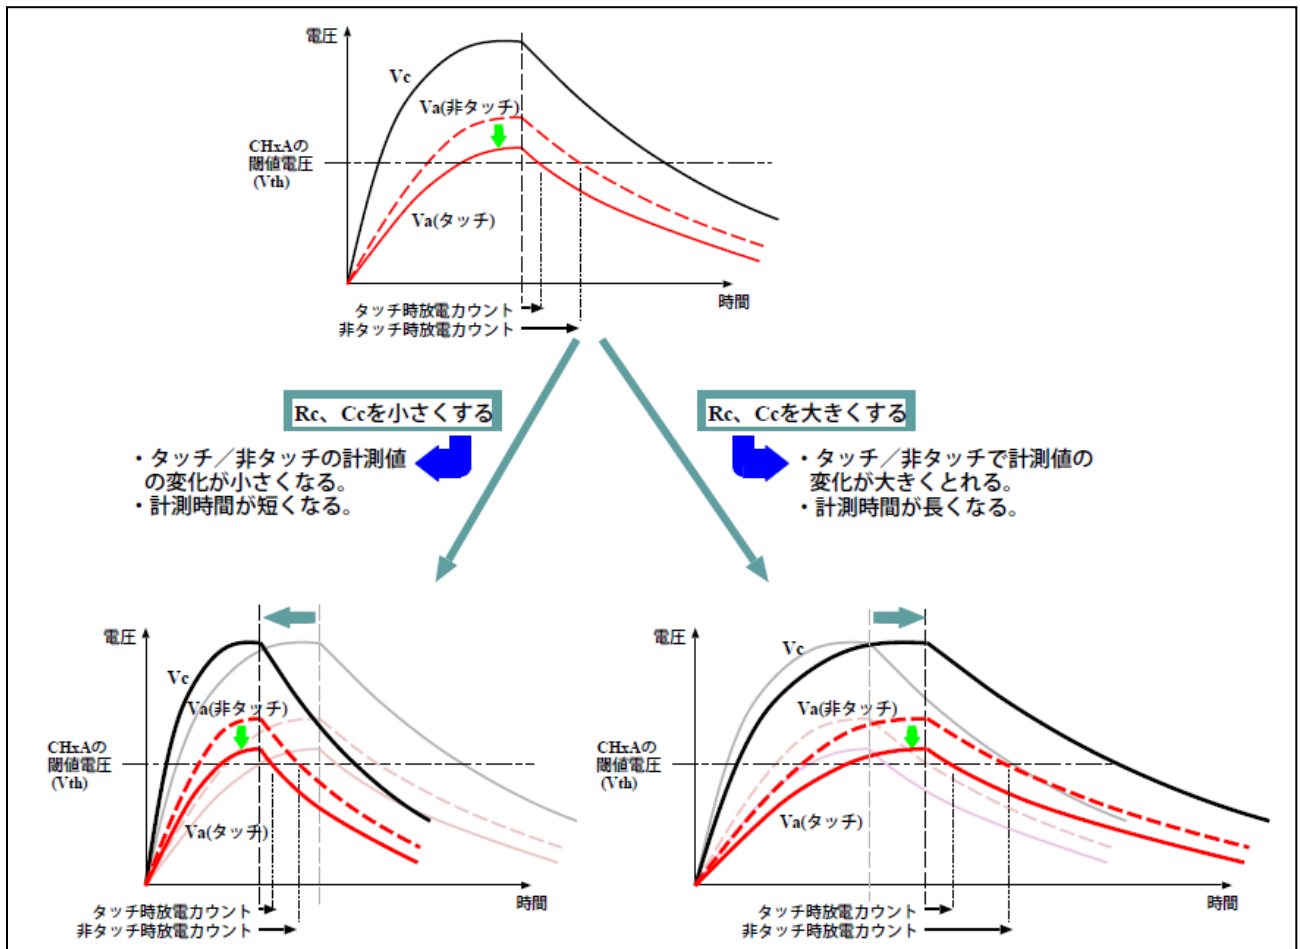 電圧
Vc
Va(非タッチ)
CHxAの
閾値電圧
(Vth)
Va(タッチ)
時間
タッチ時放電カウント
非タッチ時放電カウント
Rc、Ccを小さくする
・タッチ／非タッチの計測値
の変化が小さくなる。
・計測時間が短くなる。
Rc、Ccを大きくする
・タッチ／非タッチで計測値の
変化が大きくとれる。
・計測時間が長くなる。
電圧
Vc
Va(非タッチ)
CHxAの
閾値電圧
(Vth)
Va(タッチ)
時間
タッチ時放電カウント
非タッチ時放電カウント
電圧
Vc
Va(非タッチ)
CHxAの
閾値電圧
(Vth)
Va(タッチ)
時間
タッチ時放電カウント
非タッチ時放電カウント